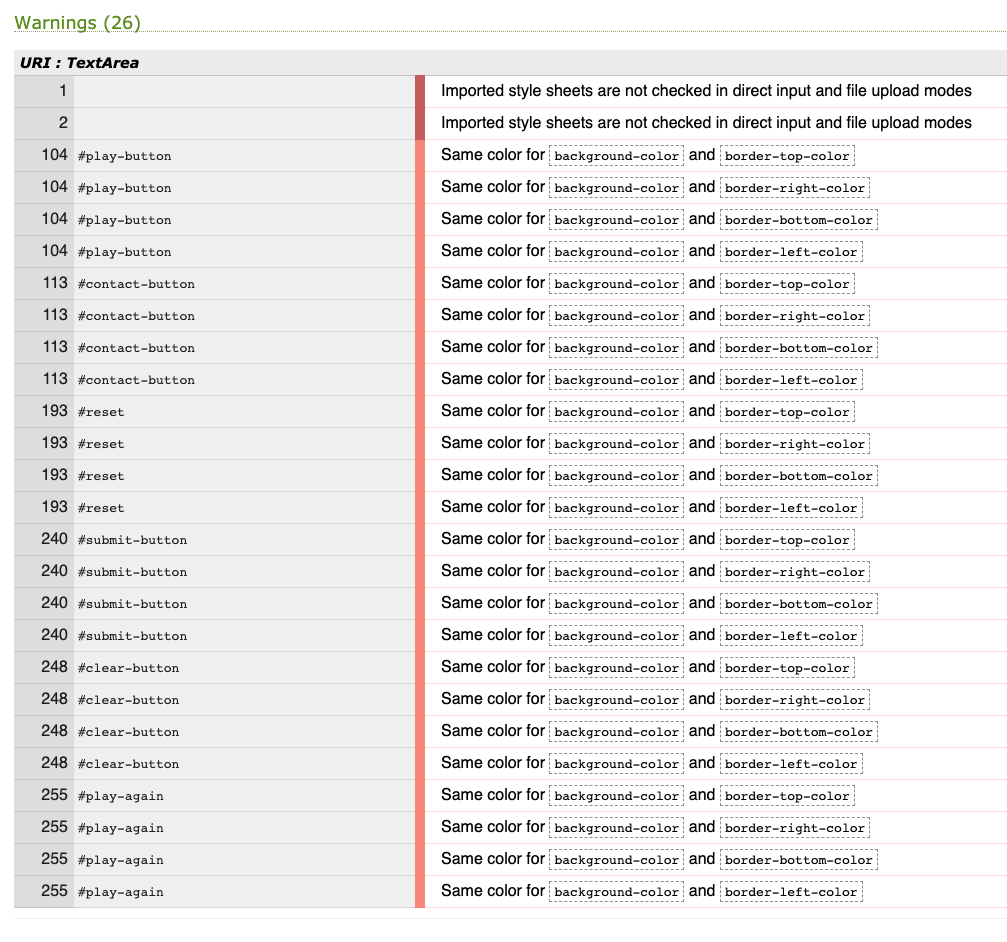 Warnings (26)
URI : TextArea
1 Imported style sheets are not checked in direct input and file upload modes
2 Imported style sheets are not checked in direct input and file upload modes
104 #play-button Same color for background-color and border-top-color
104 #play-button Same color for background-color and border-right-color
104 #play-button Same color for background-color and border-bottom-color
104 #play-button Same color for background-color and border-left-color
113 #contact-button Same color for background-color and border-top-color
113 #contact-button Same color for background-color and border-right-color
113 #contact-button Same color for background-color and border-bottom-color
113 #contact-button Same color for background-color and border-left-color
193 #reset Same color for background-color and border-top-color
193 #reset Same color for background-color and border-right-color
193 #reset Same color for background-color and border-bottom-color
193 #reset Same color for background-color and border-left-color
240 #submit-button Same color for background-color and border-top-color
240 #submit-button Same color for background-color and border-right-color
240 #submit-button Same color for background-color and border-bottom-color
240 #submit-button Same color for background-color and border-left-color
248 #clear-button Same color for background-color and border-top-color
248 #clear-button Same color for background-color and border-right-color
248 #clear-button Same color for background-color and border-bottom-color
248 #clear-button Same color for background-color and border-left-color
255 #play-again Same color for background-color and border-top-color
255 #play-again Same color for background-color and border-right-color
255 #play-again Same color for background-color and border-bottom-color
255 #play-again Same color for background-color and border-left-color